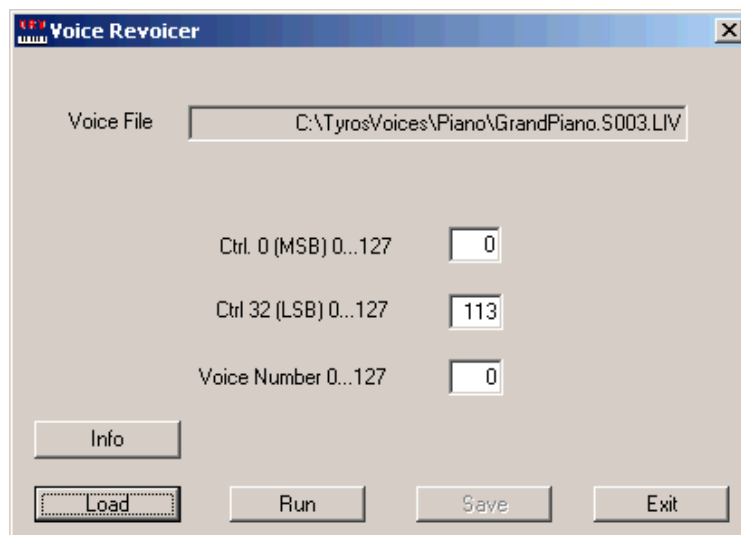 VRV Voice Revoicer
Voice File C:\TyrosVoices\Piano\GrandPiano.S003.LIV
Ctrl. 0 (MSB) 0...127 0
Ctrl 32 (LSB) 0...127 113
Voice Number 0...127 0
Info
Load Run Save Exit